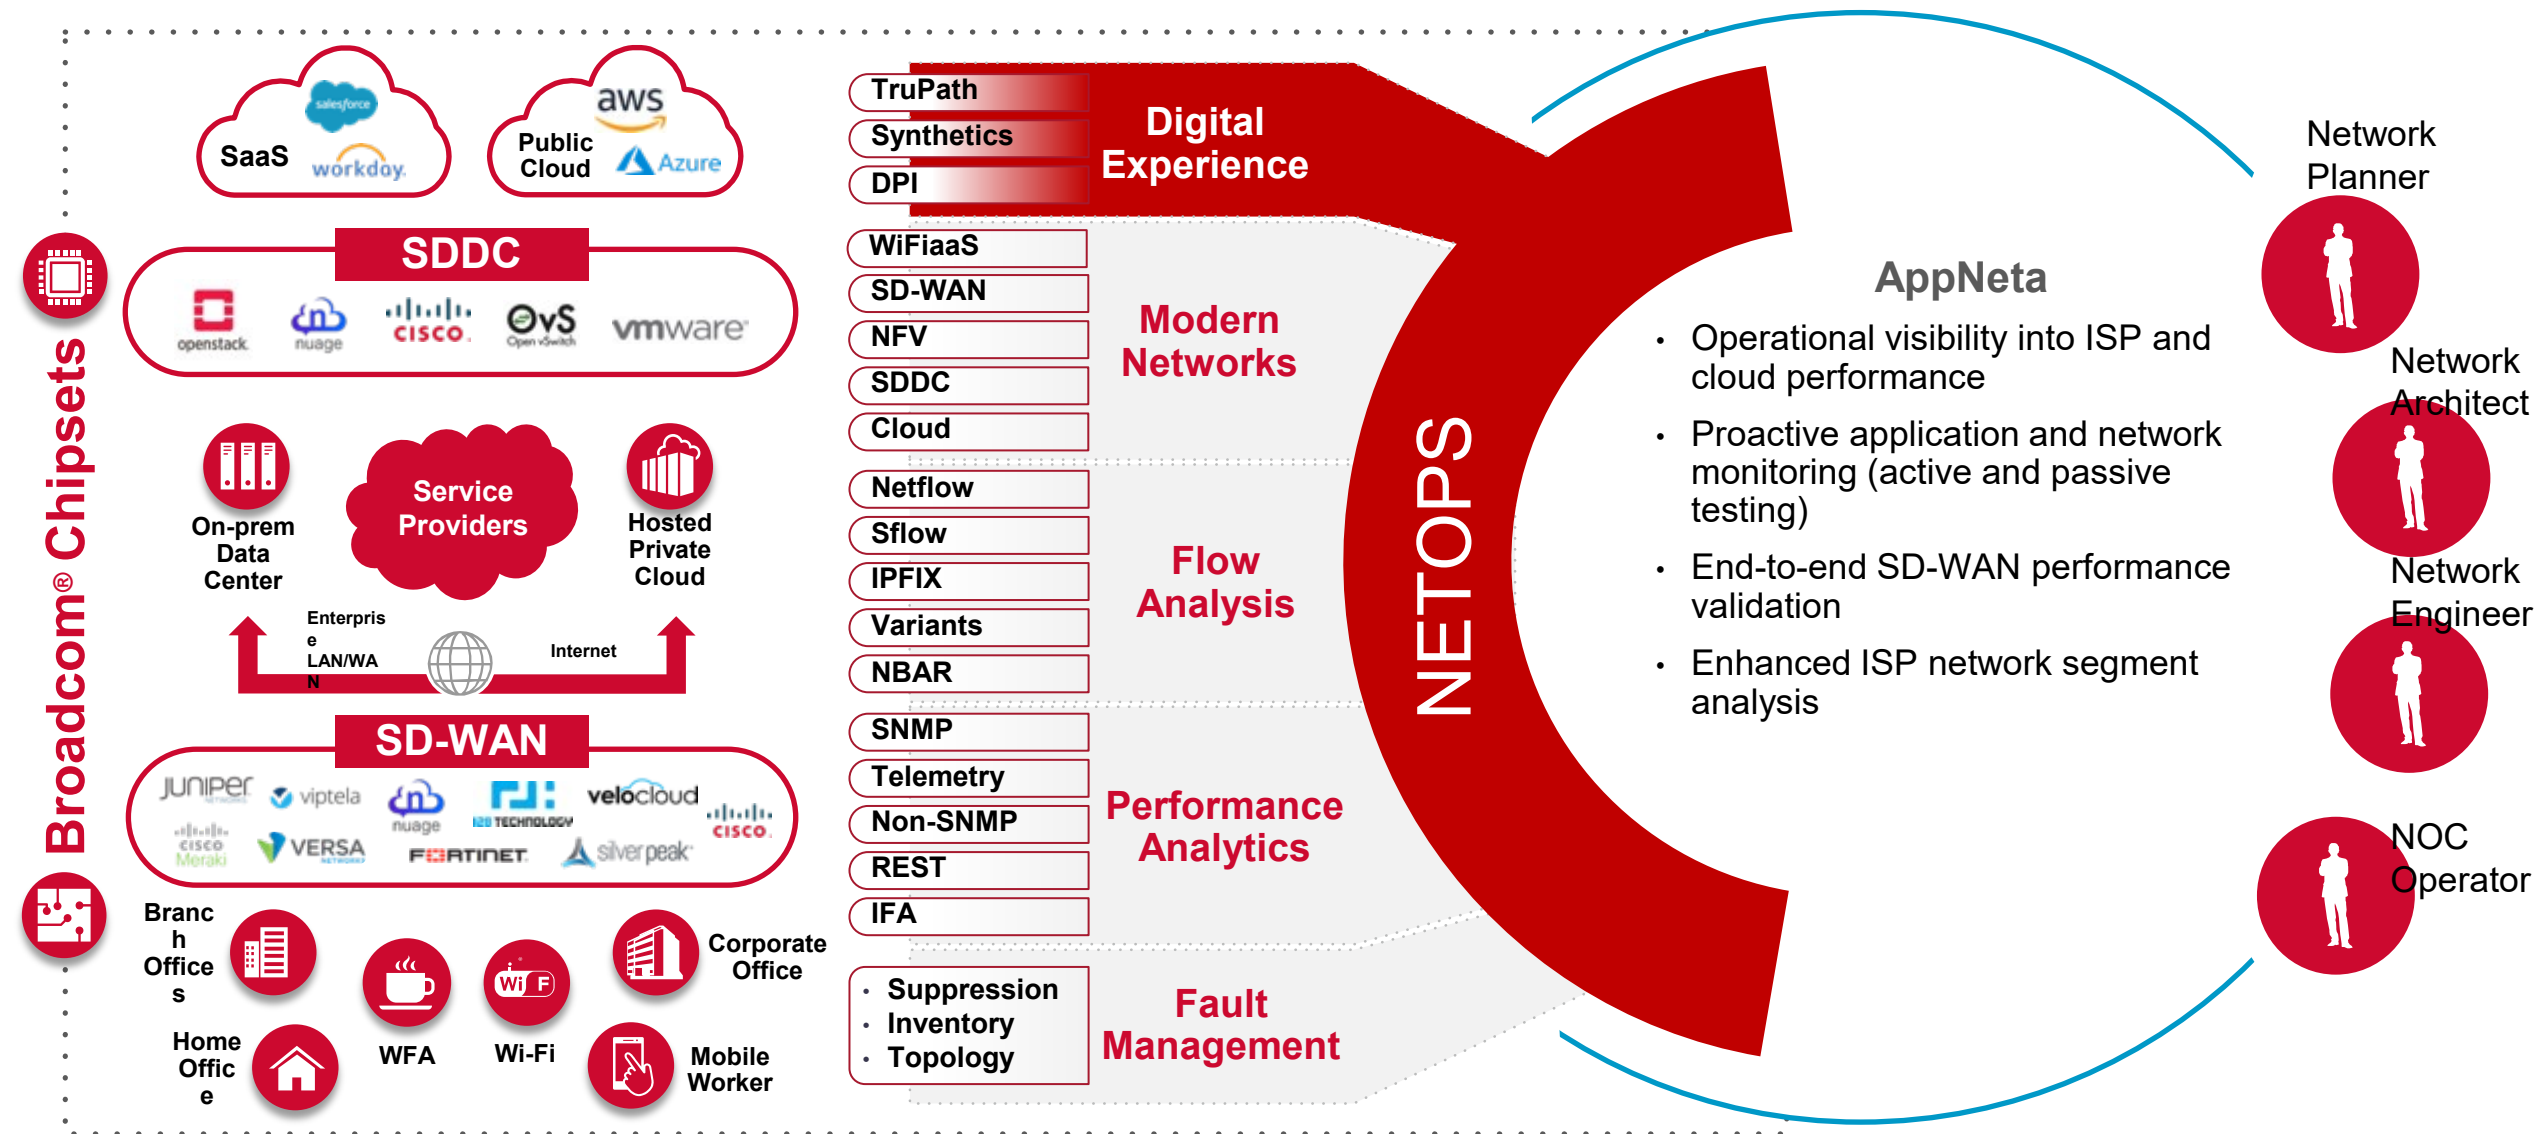 Broadcom® Chipsets
SaaS
salesforce
workday.
Public
Cloud
aws
Azure
SDDC
openstack.
nuage
CISCO.
OvS
Open vSwitch
vmware
On-prem
Data
Center
Service
Providers
Hosted
Private
Cloud
Enterpris
e
LAN/WA
N
Internet
SD-WAN
JUNIPEr
NETWORKS
viptela
nuage
128 TECHNOLOGY
velocloud
CISCO.
CISCO
Meraki
VERSA
NETWORKS
FORTINET
silver peak
Branc
h
Office
s
Home
Offic
e
WFA
Wi F
Wi-Fi
Corporate
Office
Mobile
Worker
TruPath
Synthetics
DPI
Digital
Experience
WiFiaaS
SD-WAN
NFV
SDDC
Cloud
Modern
Networks
Netflow
Sflow
IPFIX
Variants
NBAR
Flow
Analysis
SNMP
Telemetry
Non-SNMP
REST
IFA
Performance
Analytics
• Suppression
• Inventory
• Topology
Fault
Management
NETOPS
AppNeta
• Operational visibility into ISP and
cloud performance
• Proactive application and network
monitoring (active and passive
testing)
• End-to-end SD-WAN performance
validation
• Enhanced ISP network segment
analysis
Network
Planner
Network
Architect
Network
Engineer
NOC
Operator